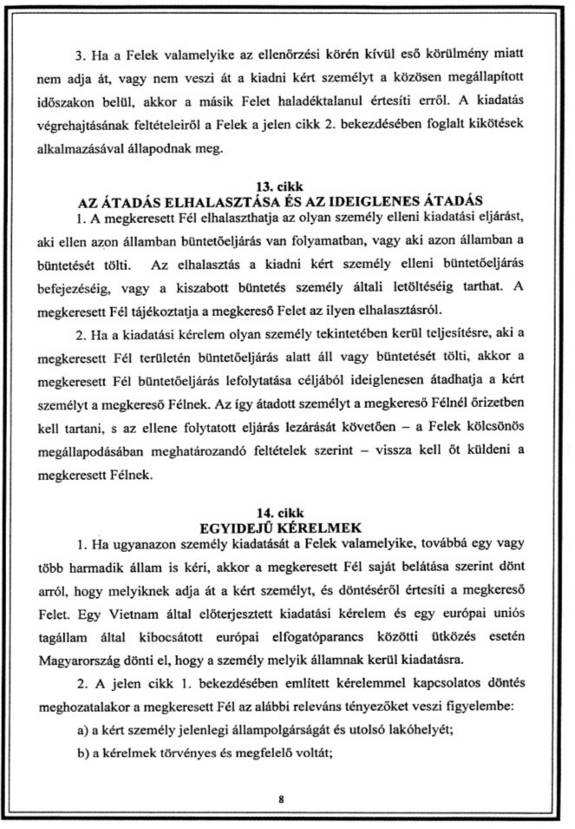 3. Ha a Felek valamelyike az ellenőrzési körén kívül eső körülmény miatt
nem adja át, vagy nem veszi át a kiadni kért személyt a közösen megállapított
időszakon belül, akkor a másik Felet haladéktalanul értesíti erről. A kiadatás
végrehajtásának feltételeiről a Felek a jelen cikk 2. bekezdésében foglalt kikötések
alkalmazásával állapodnak meg.
13. cikk
AZ ÁTADÁS ELHALASZTÁSA ÉS AZ IDEIGLENES ÁTADÁS
1. A megkeresett Fél elhalaszthatja az olyan személy elleni kiadatási eljárást,
aki ellen azon államban büntetőeljárás van folyamatban, vagy aki azon államban a
büntetését tölti. Az elhalasztás a kiadni kért személy elleni büntetőeljárás
befejezéséig, vagy a kiszabott büntetés személy általi letöltéséig tarthat. A
megkeresett Fél tájékoztatja a megkereső Felet az ilyen elhalasztásról.
2. Ha a kiadatási kérelem olyan személy tekintetében kerül teljesítésre, aki a
megkeresett Fél területén büntetőeljárás alatt áll vagy büntetését tölti, akkor a
megkeresett Fél büntetőeljárás lefolytatása céljából ideiglenesen átadhatja a kért
személyt a megkereső Félnek. Az így átadott személyt a megkereső Félnél őrizetben
kell tartani, s az ellene folytatott eljárás lezárását követően – a Felek kölcsönös
megállapodásában meghatározandó feltételek szerint – vissza kell őt küldeni a
megkeresett Félnek.
14. cikk
EGYIDEJŰ KÉRELMEK
1. Ha ugyanazon személy kiadatását a Felek valamelyike, továbbá egy vagy
több harmadik állam is kéri, akkor a megkeresett Fél saját belátása szerint dönt
arról, hogy melyiknek adja át a kért személyt, és döntéséről értesíti a megkereső
Felet. Egy Vietnam által előterjesztett kiadatási kérelem és egy európai uniós
tagállam által kibocsátott európai elfogatóparancs közötti ütközés esetén
Magyarország dönti el, hogy a személy melyik államnak kerül kiadatásra.
2. A jelen cikk 1. bekezdésében említett kérelemmel kapcsolatos döntés
meghozatalakor a megkeresett Fél az alábbi releváns tényezőket veszi figyelembe:
a) a kért személy jelenlegi állampolgárságát és utolsó lakóhelyét;
b) a kérelmek törvényes és megfelelő voltát;
8